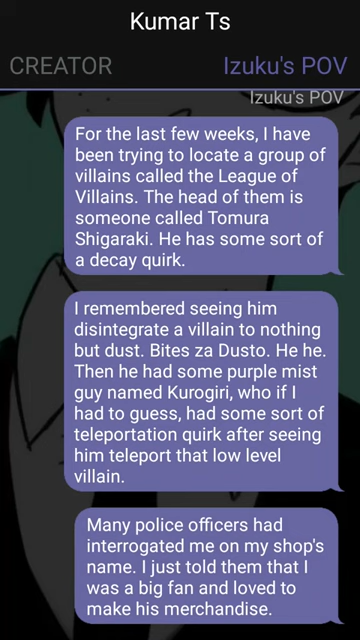 Kumar Ts
CREATOR
Izuku's POV
Izuku's POV
For the last few weeks, I have
been trying to locate a group of
villains called the League of
Villains. The head of them is
someone called Tomura
Shigaraki. He has some sort of
a decay quirk.
I remembered seeing him
disintegrate a villain to nothing
but dust. Bites za Dusto. He he.
Then he had some purple mist
guy named Kurogiri, who if I
had to guess, had some sort of
teleportation quirk after seeing
him teleport that low level
villain.
Many police officers had
interrogated me on my shop's
name. I just told them that I
was a big fan and loved to
make his merchandise.